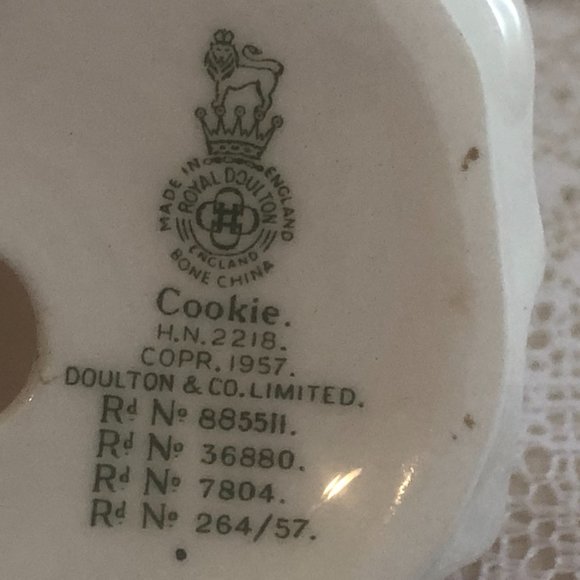 MADE IN ENGLAND
ROYAL DOULTON
ENGLAND
BONE CHINA
Cookie.
H.N.2218.
COPR. 1957.
DOULTON & CO. LIMITED.
Rd No 885511.
Rd No 36880.
Rd No 7804.
Rd No 264/57.